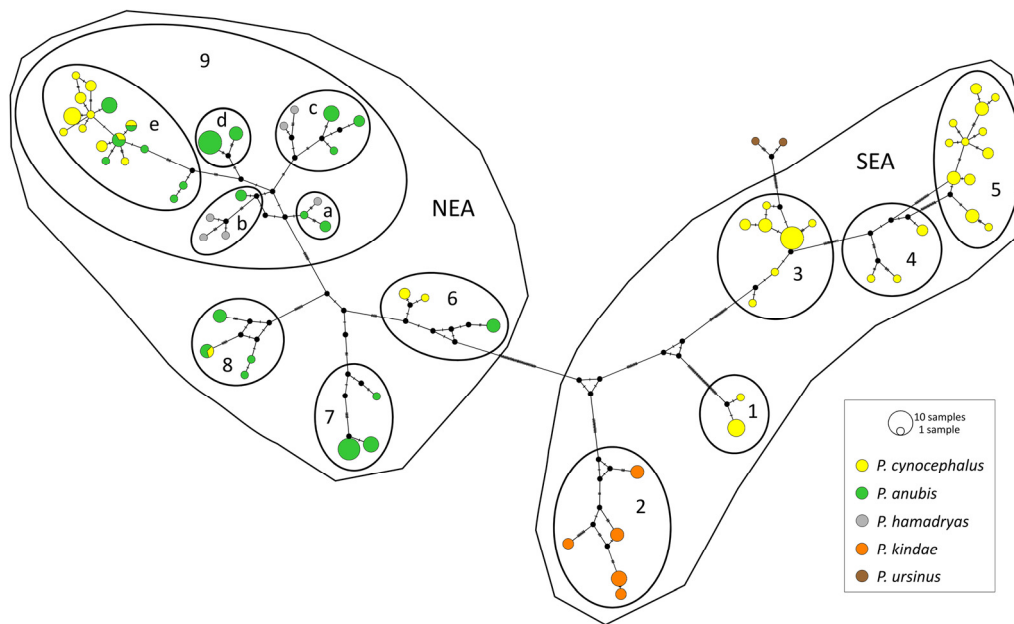 9
c
d
e
5
SEA
NEA
a
b
4
3
6
8
1
7
2
10 samples
1 sample
P. cynocephalus
P. anubis
P. hamadryas
P. kindae
P. ursinus